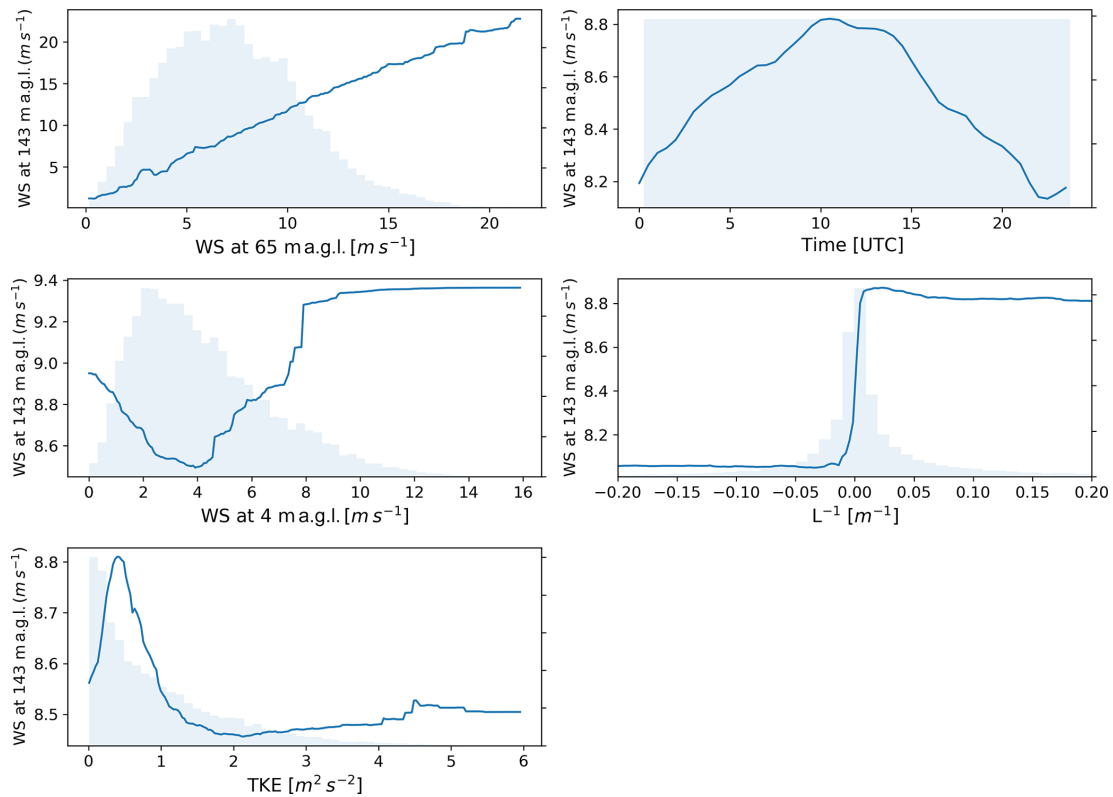 WS at 143 m a.g.l. (m s⁻¹)
20
15
10
5
0 5 10 15 20
WS at 65 m a.g.l. [m s⁻¹]
WS at 143 m a.g.l. (m s⁻¹)
8.8
8.6
8.4
8.2
0 5 10 15 20
Time [UTC]
WS at 143 m a.g.l. (m s⁻¹)
9.4
9.2
9.0
8.8
8.6
0 2 4 6 8 10 12 14 16
WS at 4 m a.g.l. [m s⁻¹]
WS at 143 m a.g.l. (m s⁻¹)
8.8
8.6
8.4
8.2
−0.20 −0.15 −0.10 −0.05 0.00 0.05 0.10 0.15 0.20
L⁻¹ [m⁻¹]
WS at 143 m a.g.l. (m s⁻¹)
8.8
8.7
8.6
8.5
0 1 2 3 4 5 6
TKE [m² s⁻²]